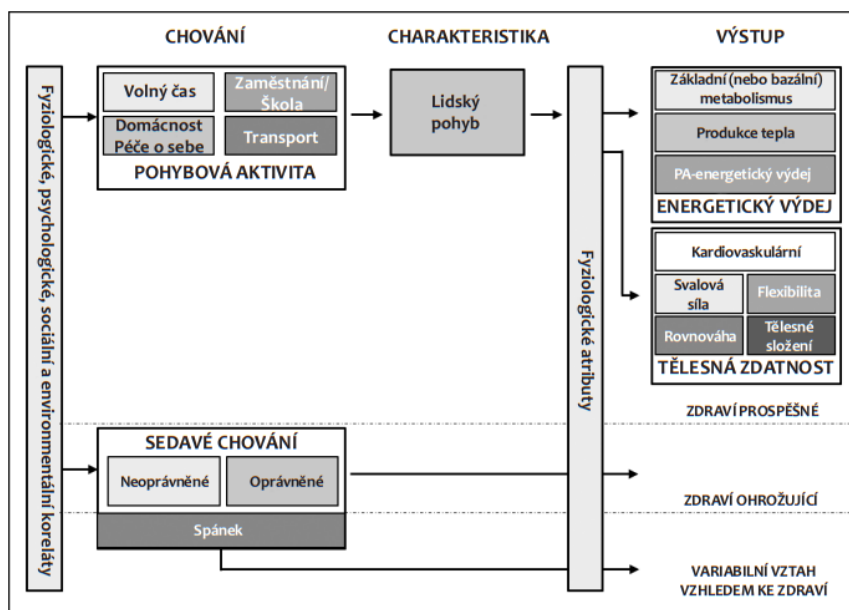 CHOVÁNÍ
CHARAKTERISTIKA
VÝSTUP
Fyziologické, psychologické, sociální a environmentální koreláty
Volný čas
Zaměstnání/
Škola
Domácnost
Péče o sebe
Transport
POHYBOVÁ AKTIVITA
Lidský
pohyb
Fyziologické atributy
Základní (nebo bazální)
metabolismus
Produkce tepla
PA-energetický výdej
ENERGETICKÝ VÝDEJ
Kardiovaskulární
Svalová
síla
Flexibilita
Rovnováha
Tělesné
složení
TĚLESNÁ ZDATNOST
ZDRAVÍ PROSPĚŠNÉ
SEDAVÉ CHOVÁNÍ
Neoprávněné
Oprávněné
ZDRAVÍ OHROŽUJÍCÍ
Spánek
VARIABILNÍ VZTAH
VZHLEDEM KE ZDRAVÍ